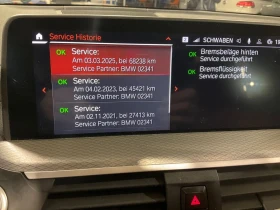 Service Historie
SCHWABEN
OK Service:
Am 03.03.2025, bei 68238 km
Service Partner: BMW 02341
OK Service:
Am 04.02.2023, bei 45421 km
Service Partner: BMW 02341
OK Service:
Am 02.11.2021, bei 27413 km
Service Partner: BMW 02341
OK Bremsbeläge hinten
Service durchgeführt
OK Bremsflüssigkeit
Service durchgeführt